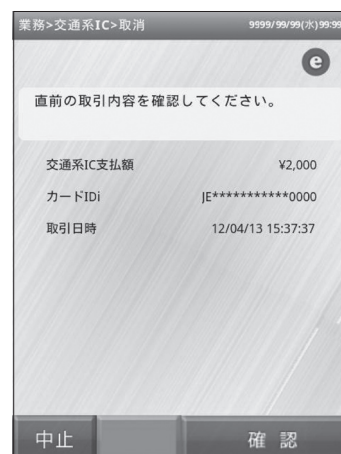 業務>交通系IC>取消 9999/99/99(水)99:99
e
直前の取引内容を確認してください。
交通系IC支払額 ¥2,000
カードIDi JE***********0000
取引日時 12/04/13 15:37:37
中止 確 認